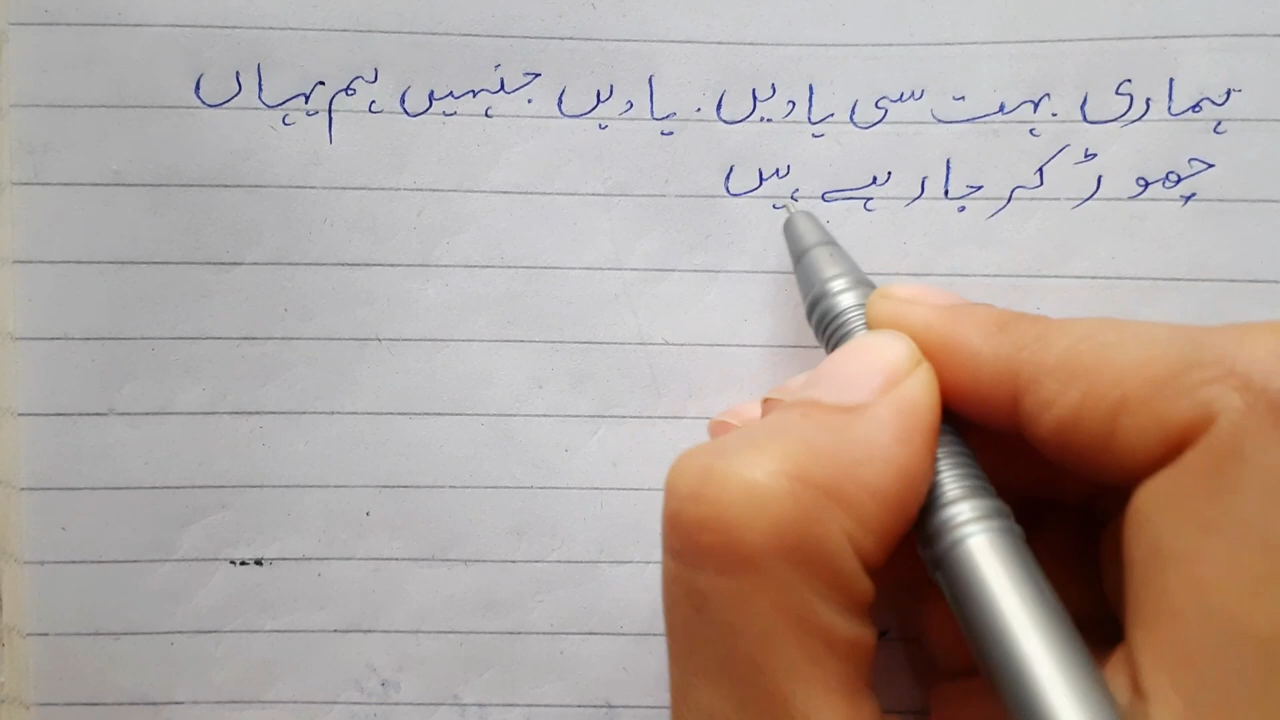 ہماری بہت سی یادیں. یادیں جنہیں ہم یہاں
چھوڑ کر جا رہے ہیں